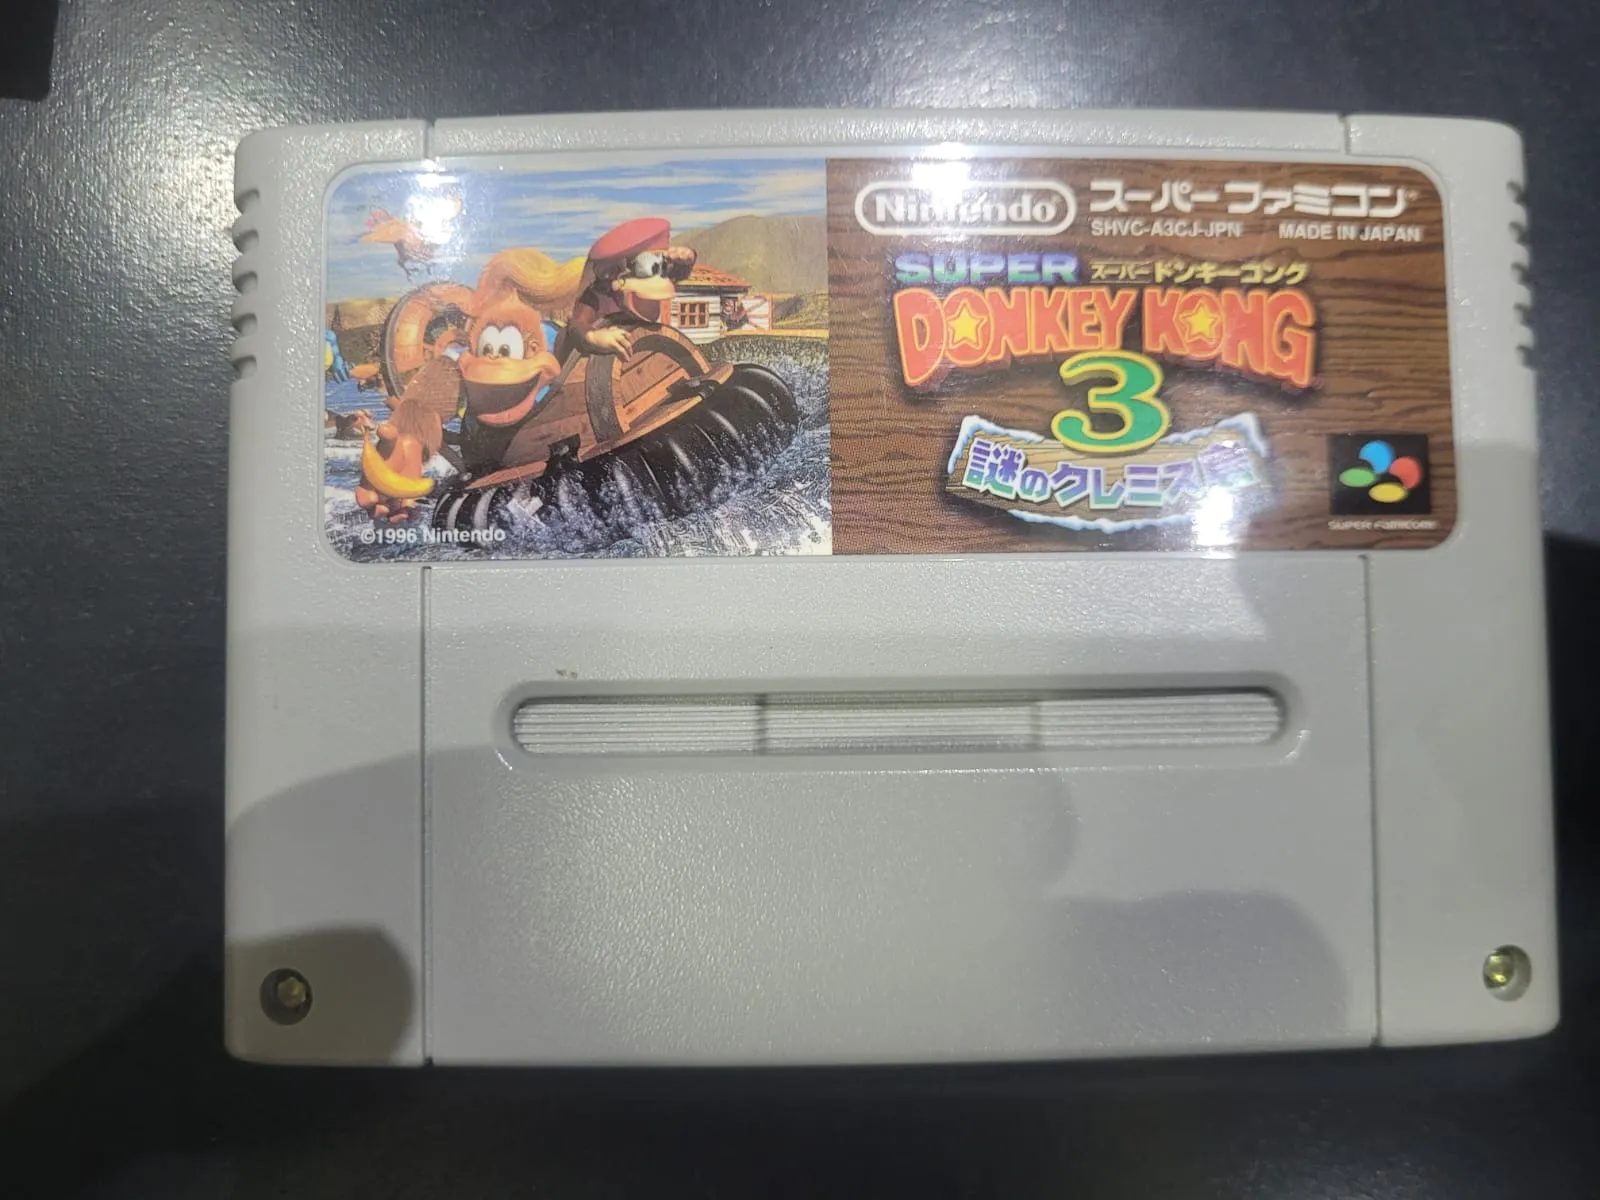 Nintendo®
スーパーファミコン®
SHVC-A3CJ-JPN MADE IN JAPAN
SUPER スーパードンキーコング
DONKEY KONG
3
謎のクレミス島
©1996 Nintendo
SUPER FAMICOM